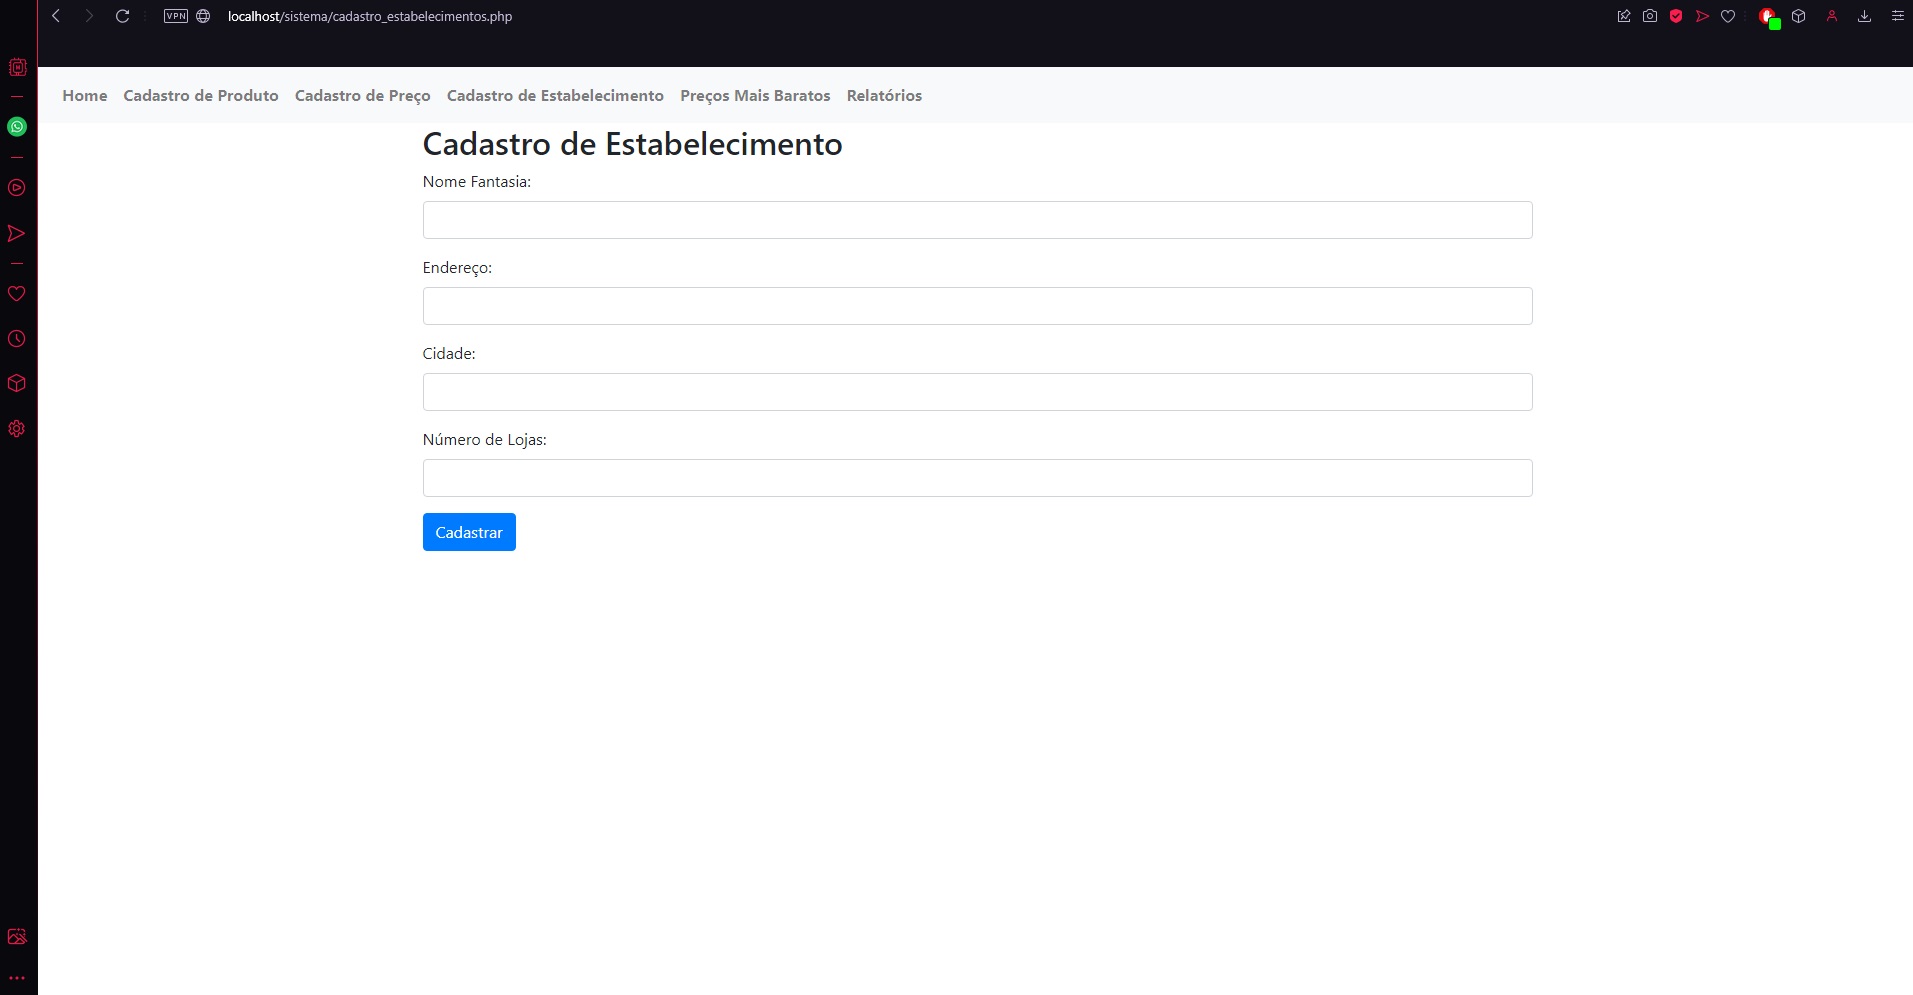 VPN localhost/sistema/cadastro_estabelecimentos.php
Home Cadastro de Produto Cadastro de Preço Cadastro de Estabelecimento Preços Mais Baratos Relatórios
Cadastro de Estabelecimento
Nome Fantasia:
Endereço:
Cidade:
Número de Lojas:
Cadastrar